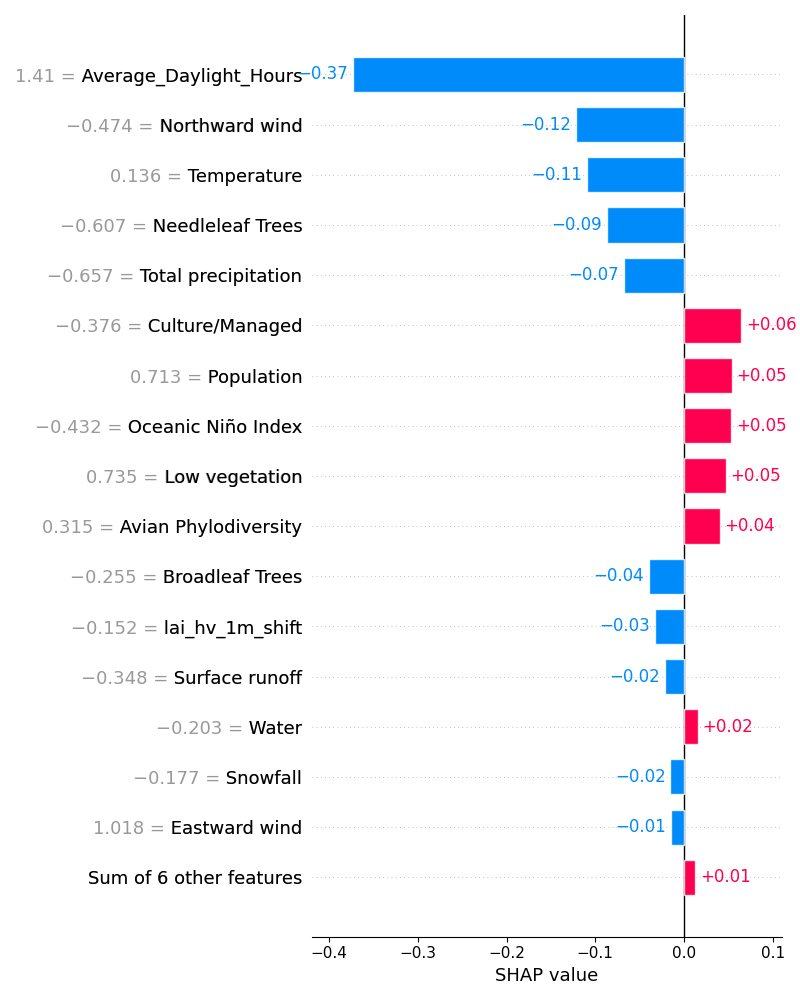 1.41 = Average_Daylight_Hours −0.37
−0.474 = Northward wind −0.12
0.136 = Temperature −0.11
−0.607 = Needleleaf Trees −0.09
−0.657 = Total precipitation −0.07
−0.376 = Culture/Managed +0.06
0.713 = Population +0.05
−0.432 = Oceanic Niño Index +0.05
0.735 = Low vegetation +0.05
0.315 = Avian Phylodiversity +0.04
−0.255 = Broadleaf Trees −0.04
−0.152 = lai_hv_1m_shift −0.03
−0.348 = Surface runoff −0.02
−0.203 = Water +0.02
−0.177 = Snowfall −0.02
1.018 = Eastward wind −0.01
Sum of 6 other features +0.01
−0.4 −0.3 −0.2 −0.1 0.0 0.1
SHAP value